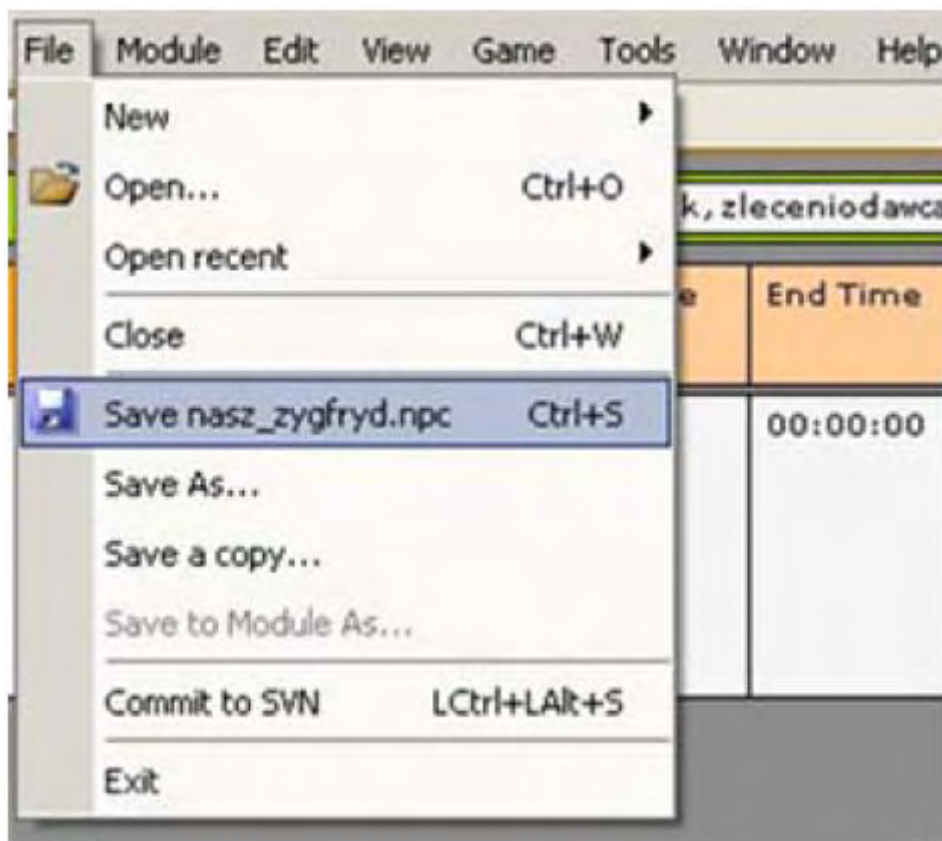 File Module Edit View Game Tools Window Help
New
Open... Ctrl+O
k,zleceniodawca
Open recent
End Time
Close Ctrl+W
Save nasz_zygfryd.npc Ctrl+S
00:00:00
Save As...
Save a copy...
Save to Module As...
Commit to SVN LCtrl+LAlt+S
Exit